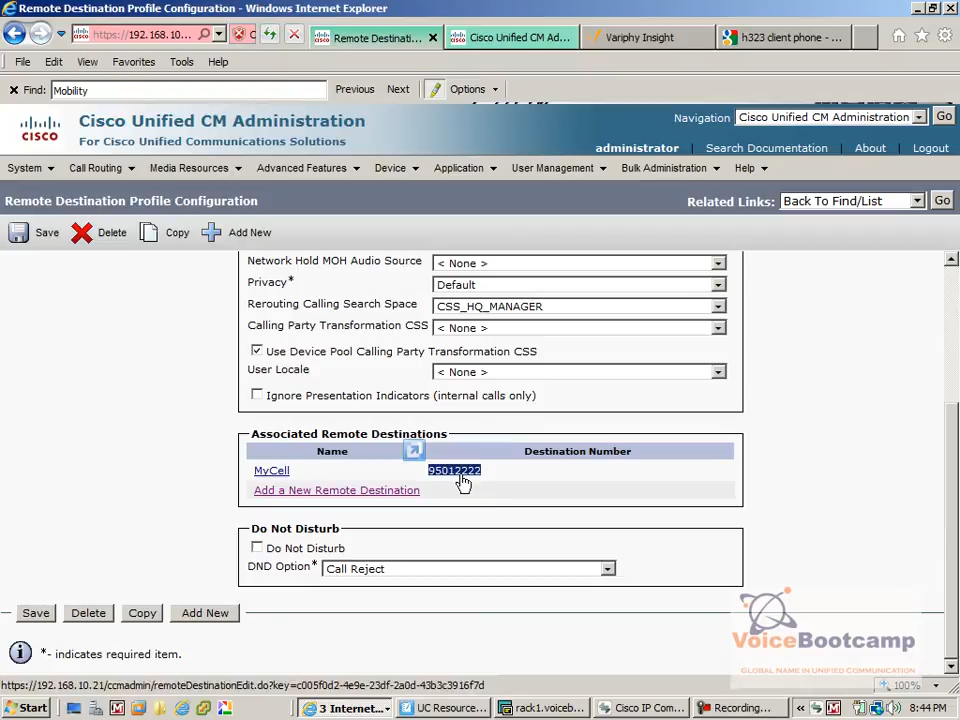 Remote Destination Profile Configuration - Windows Internet Explorer
https://192.168.10... C Remote Destinati... Cisco Unified CM Ad... Variphy Insight h323 client phone - ...
File Edit View Favorites Tools Help
Find: Mobility Previous Next Options
CISCO
Cisco Unified CM Administration
For Cisco Unified Communications Solutions
Navigation Cisco Unified CM Administration Go
administrator Search Documentation About Logout
System Call Routing Media Resources Advanced Features Device Application User Management Bulk Administration Help
Remote Destination Profile Configuration Related Links: Back To Find/List Go
Save Delete Copy Add New
Network Hold MOH Audio Source < None >
Privacy* Default
Rerouting Calling Search Space CSS_HQ_MANAGER
Calling Party Transformation CSS < None >
Use Device Pool Calling Party Transformation CSS
User Locale < None >
Ignore Presentation Indicators (internal calls only)
Associated Remote Destinations
Name Destination Number
MyCell 95012222
Add a New Remote Destination
Do Not Disturb
Do Not Disturb
DND Option* Call Reject
Save Delete Copy Add New
*- indicates required item.
VoiceBootcamp
GLOBAL NAME IN UNIFIED COMMUNICATION
https://192.168.10.21/ccmadmin/remoteDestinationEdit.do?key=c005f0d2-4e9e-23df-2a0d-43b3c3916f7d 100%
Start 3 Internet... UC Resource... rack1.voiceb... Cisco IP Com... Recording... 8:44 PM